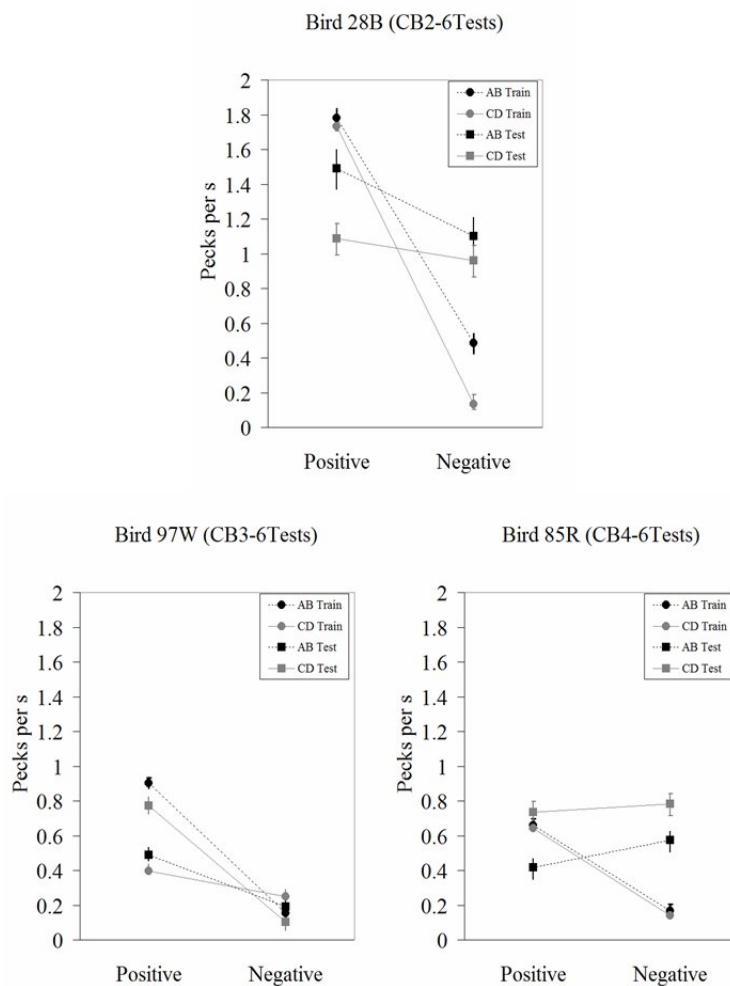 Bird 28B (CB2-6Tests)
Pecks per s
2
1.8
1.6
1.4
1.2
1
0.8
0.6
0.4
0.2
0
AB Train
CD Train
AB Test
CD Test
Positive Negative
Bird 97W (CB3-6Tests)
Pecks per s
2
1.8
1.6
1.4
1.2
1
0.8
0.6
0.4
0.2
0
AB Train
CD Train
AB Test
CD Test
Positive Negative
Bird 85R (CB4-6Tests)
Pecks per s
2
1.8
1.6
1.4
1.2
1
0.8
0.6
0.4
0.2
0
AB Train
CD Train
AB Test
CD Test
Positive Negative